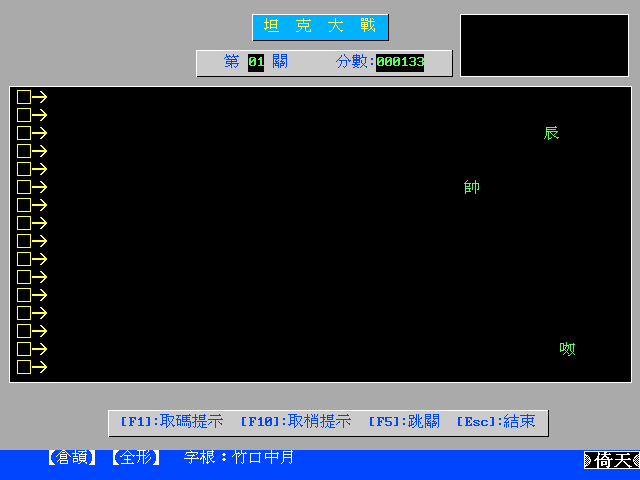 坦克大戰
第 01 關 分數:000133
辰
帥
呶
[F1]:取碼提示 [F10]:取梢提示 [F5]:跳關 [Esc]:結束
【倉頡】【全形】 字根：竹口中月
倚天